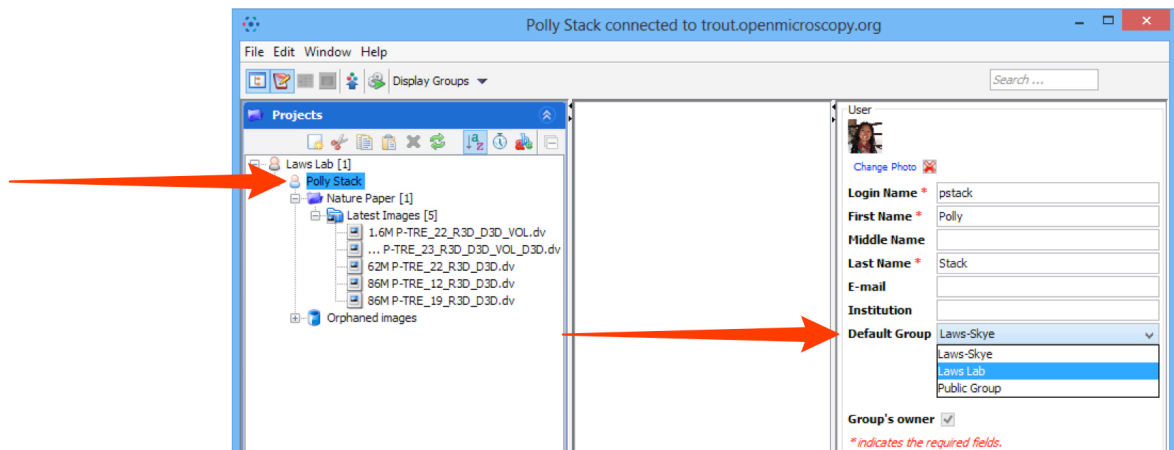 Polly Stack connected to trout.openmicroscopy.org
File Edit Window Help
Display Groups
Search ...
Projects
Laws Lab [1]
Polly Stack
Nature Paper [1]
Latest Images [5]
1.6M P-TRE_22_R3D_D3D_VOL.dv
... P-TRE_23_R3D_D3D_VOL_D3D.dv
62M P-TRE_22_R3D_D3D.dv
86M P-TRE_12_R3D_D3D.dv
86M P-TRE_19_R3D_D3D.dv
Orphaned images
User
Change Photo
Login Name * pstack
First Name * Polly
Middle Name
Last Name * Stack
E-mail
Institution
Default Group Laws-Skye
Laws-Skye
Laws Lab
Public Group
Group's owner
* indicates the required fields.